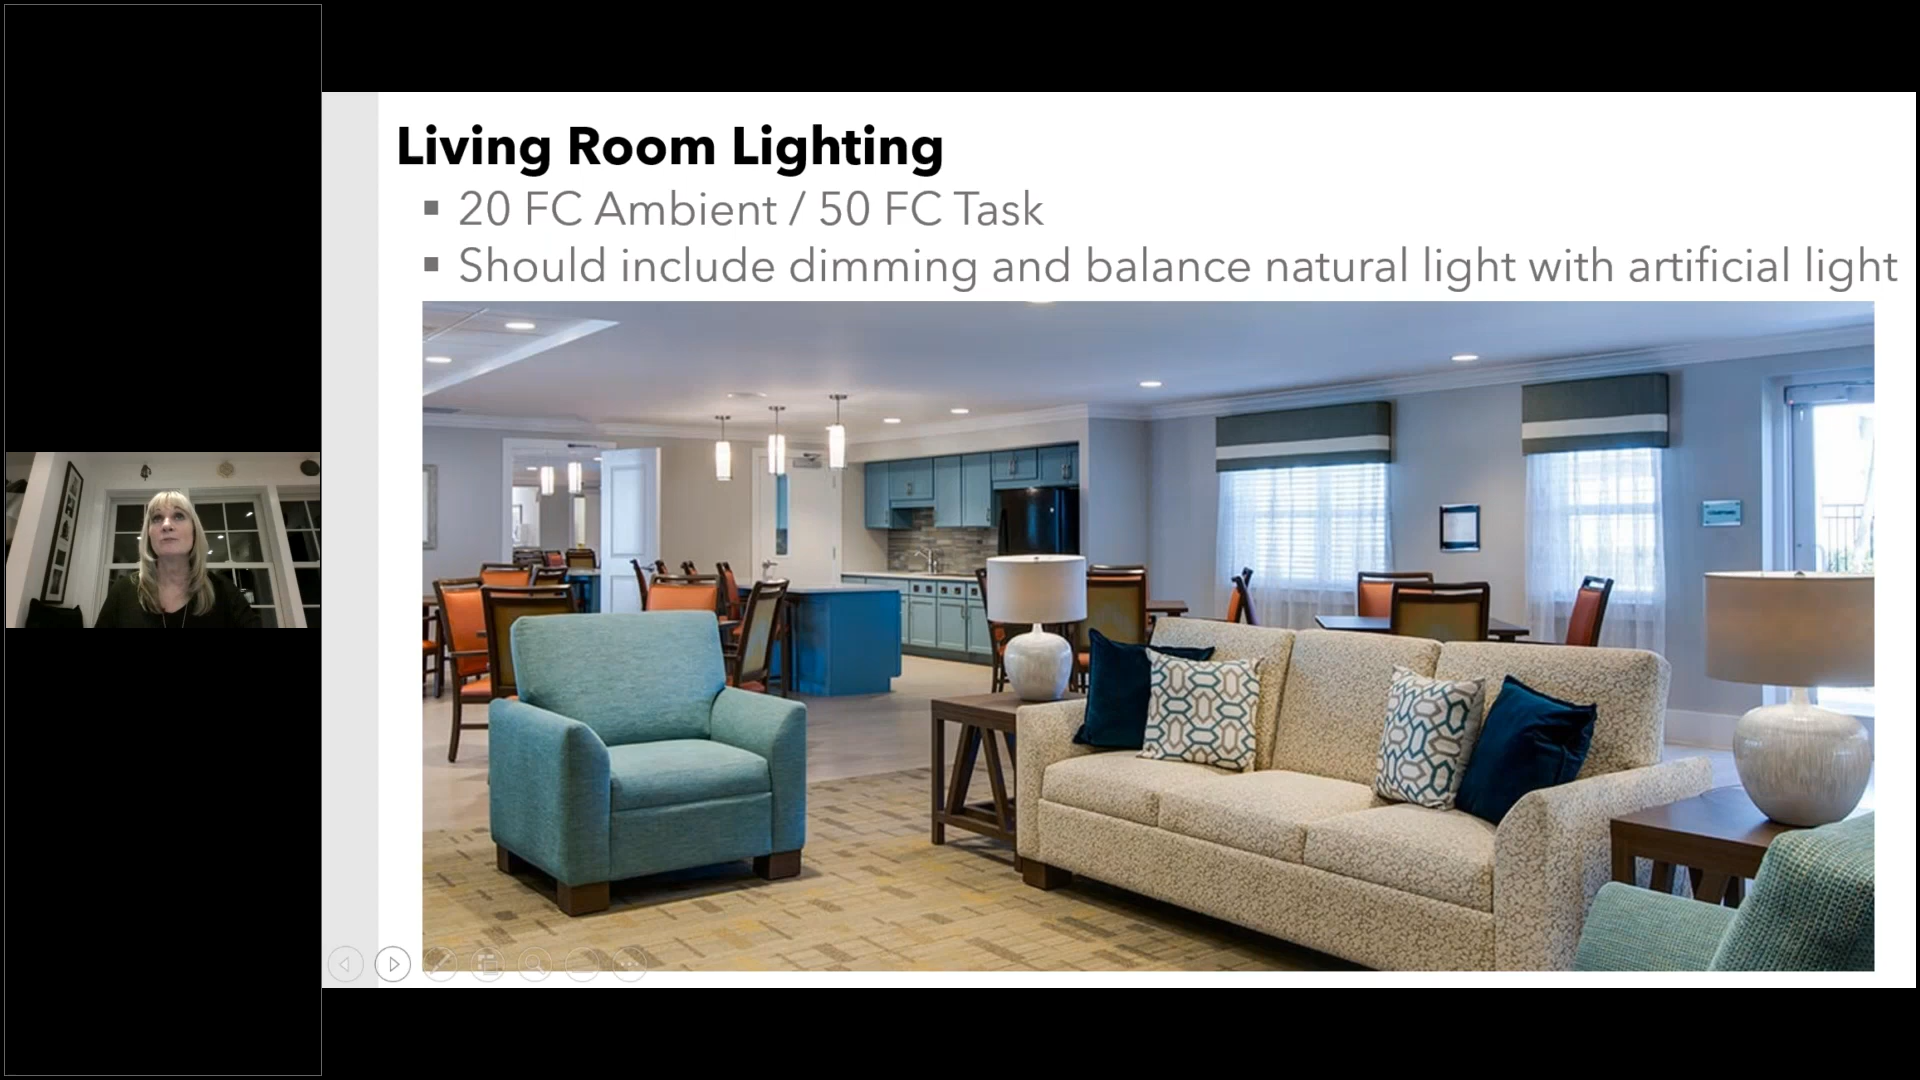 Living Room Lighting
▪ 20 FC Ambient / 50 FC Task
▪ Should include dimming and balance natural light with artificial light